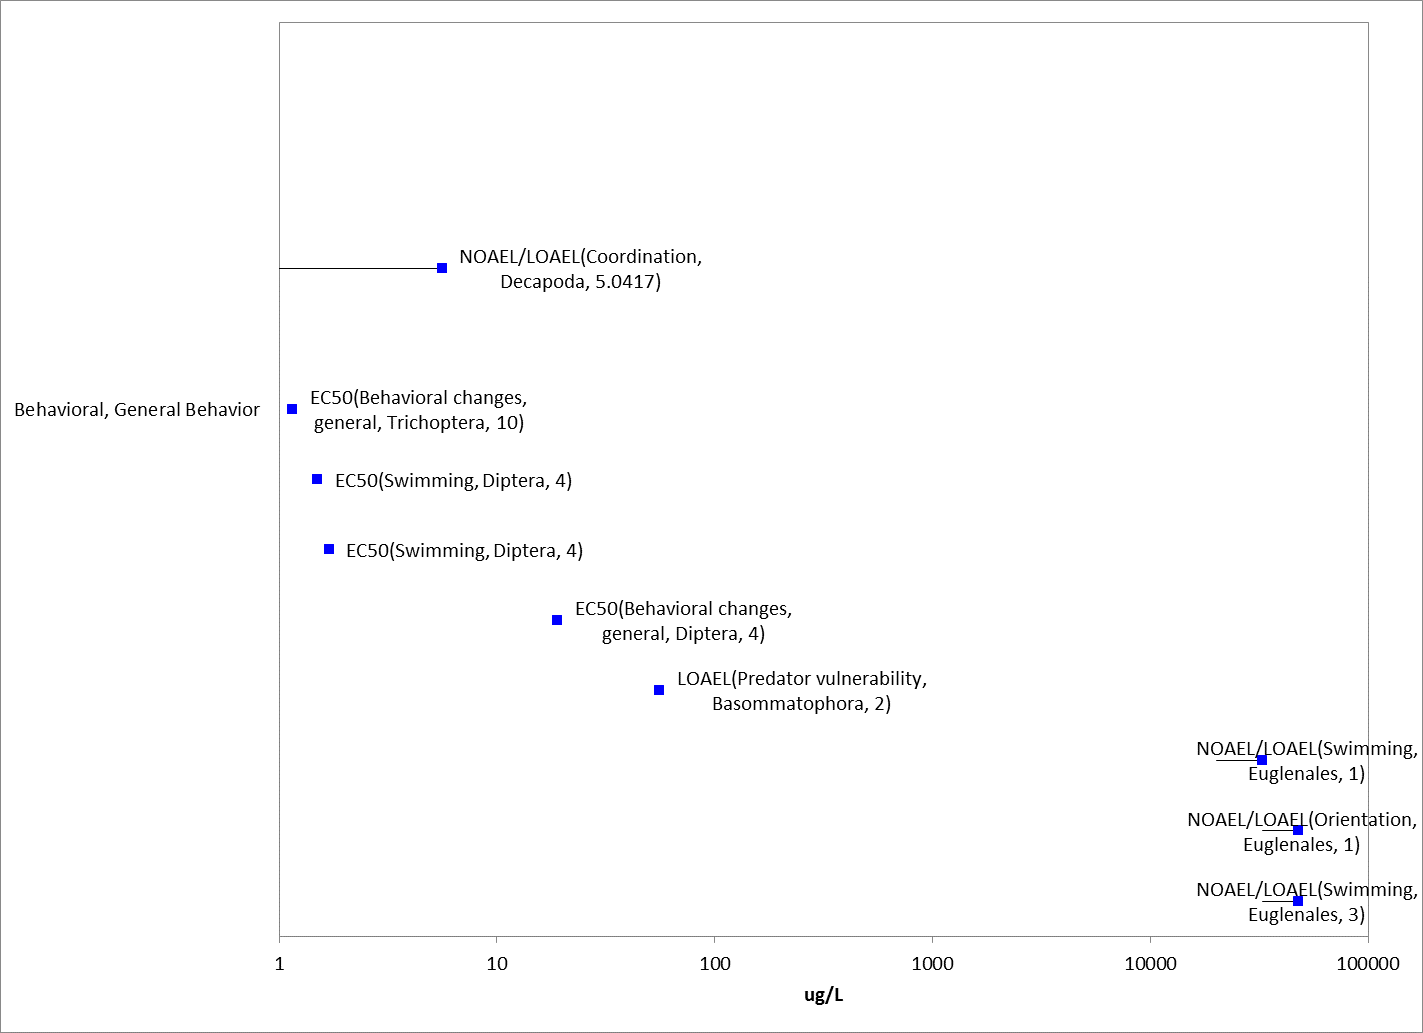 NOAEL/LOAEL(Coordination,
Decapoda, 5.0417)
Behavioral, General Behavior
EC50(Behavioral changes,
general, Trichoptera, 10)
EC50(Swimming, Diptera, 4)
EC50(Swimming, Diptera, 4)
EC50(Behavioral changes,
general, Diptera, 4)
LOAEL(Predator vulnerability,
Basommatophora, 2)
NOAEL/LOAEL(Swimming,
Euglenales, 1)
NOAEL/LOAEL(Orientation,
Euglenales, 1)
NOAEL/LOAEL(Swimming,
Euglenales, 3)
1 10 100 1000 10000 100000
ug/L